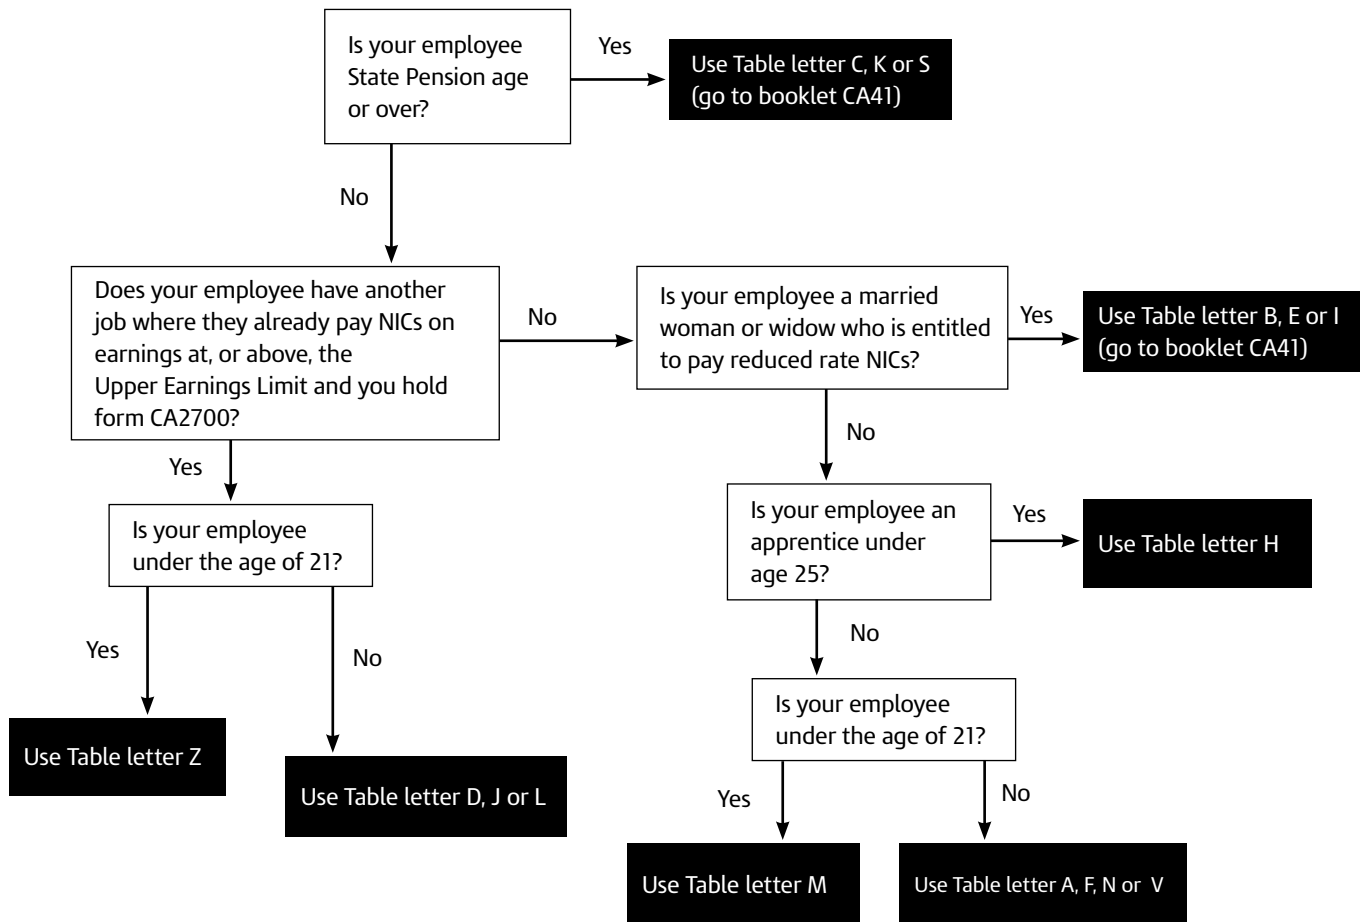 Is your employee
State Pension age
or over?
Yes
Use Table letter C, K or S
(go to booklet CA41)
No
Does your employee have another
job where they already pay NICs on
earnings at, or above, the
Upper Earnings Limit and you hold
form CA2700?
No
Is your employee a married
woman or widow who is entitled
to pay reduced rate NICs?
Yes
Use Table letter B, E or I
(go to booklet CA41)
Yes
Is your employee
under the age of 21?
No
Is your employee an
apprentice under
age 25?
Yes
Use Table letter H
Yes
No
No
Is your employee
under the age of 21?
Use Table letter Z
Use Table letter D, J or L
Yes
No
Use Table letter M
Use Table letter A, F, N or V